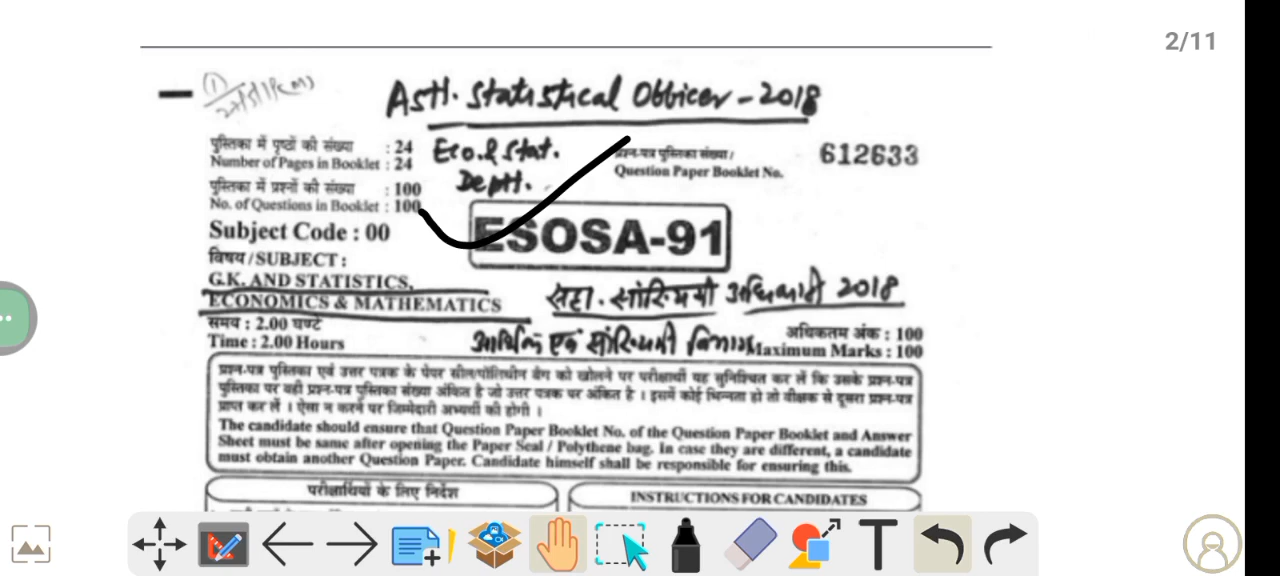 2/11
Astt. Statistical Officer - 2018
पुस्तिका में पृष्ठों की संख्या : 24
Number of Pages in Booklet : 24
Eco. & Stat.
Deptt.
प्रश्न-पत्र पुस्तिका संख्या /
Question Paper Booklet No.
612633
पुस्तिका में प्रश्नों की संख्या : 100
No. of Questions in Booklet : 100
Subject Code : 00
ESOSA-91
विषय / SUBJECT :
G.K. AND STATISTICS,
ECONOMICS & MATHEMATICS
सहा. सांख्यिकी अधिकारी 2018
समय : 2.00 घण्टे
Time : 2.00 Hours
आर्थिक एवं सांख्यिकी विभाग
अधिकतम अंक : 100
Maximum Marks : 100
प्रश्न-पत्र पुस्तिका एवं उत्तर पत्रक के पेपर सील/पॉलिथीन बैग को खोलने पर परीक्षार्थी यह सुनिश्चित कर लें कि उसके प्रश्न-पत्र
पुस्तिका पर वही प्रश्न-पत्र पुस्तिका संख्या अंकित है जो उत्तर पत्रक पर अंकित है । इसमें कोई भिन्नता हो तो वीक्षक से दूसरा प्रश्न-पत्र
प्राप्त कर लें । ऐसा न करने पर जिम्मेदारी अभ्यर्थी की होगी ।
The candidate should ensure that Question Paper Booklet No. of the Question Paper Booklet and Answer
Sheet must be same after opening the Paper Seal / Polythene bag. In case they are different, a candidate
must obtain another Question Paper. Candidate himself shall be responsible for ensuring this.
परीक्षार्थियों के लिए निर्देश
INSTRUCTIONS FOR CANDIDATES